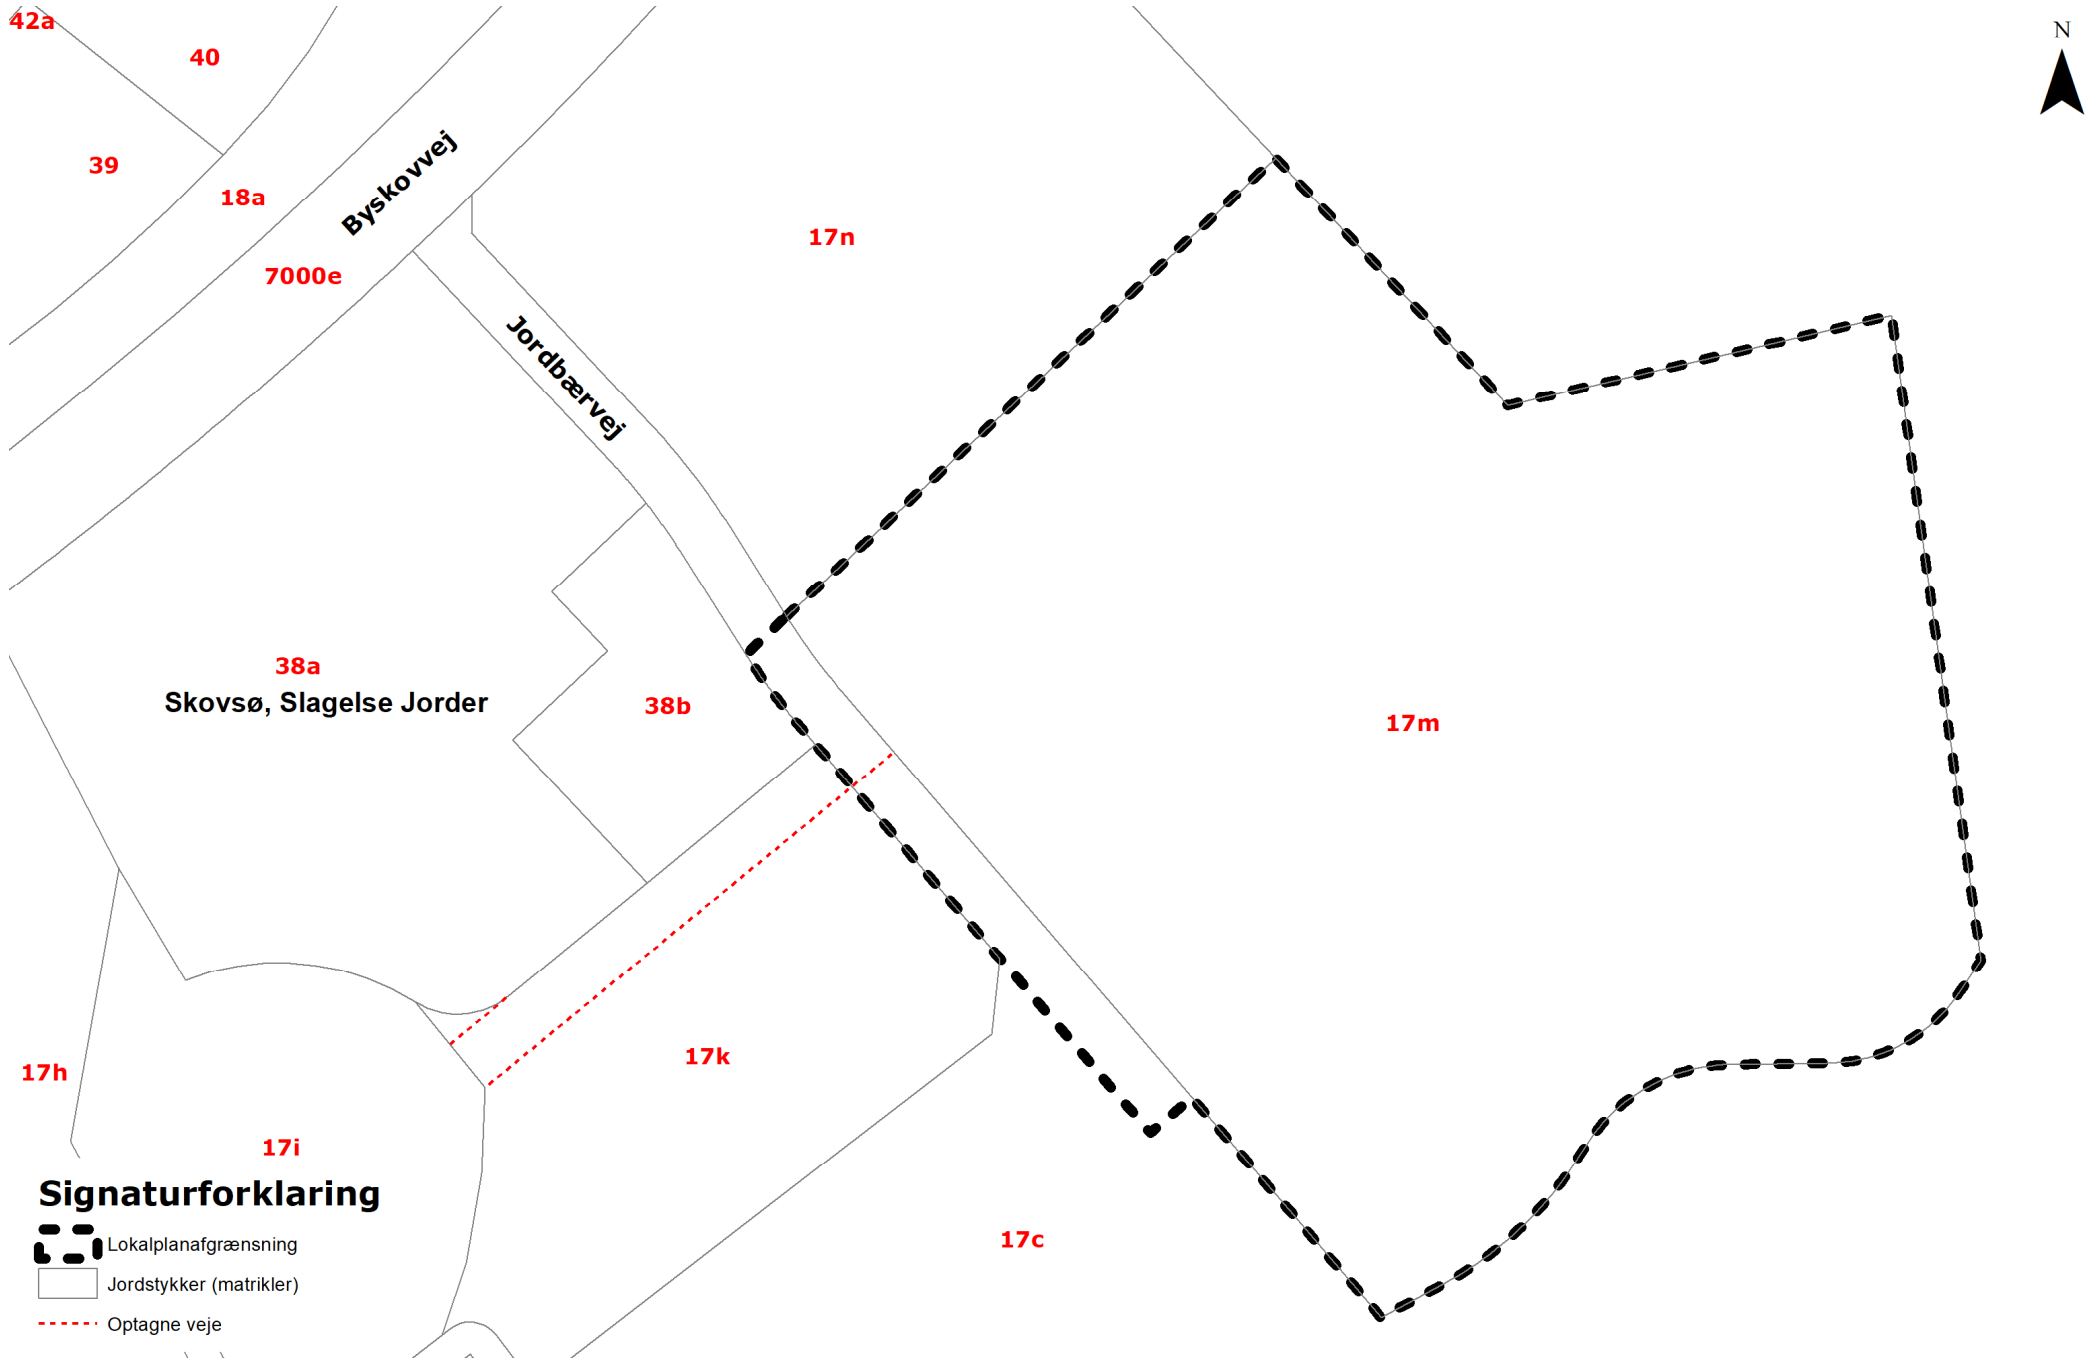 42a
N
40
Byskovvej
39
18a
17n
7000e
Jordbærvej
38a
Skovsø, Slagelse Jorder
38b
17m
17k
17h
17i
17c
Signaturforklaring
Lokalplanafgrænsning
Jordstykker (matrikler)
Optagne veje